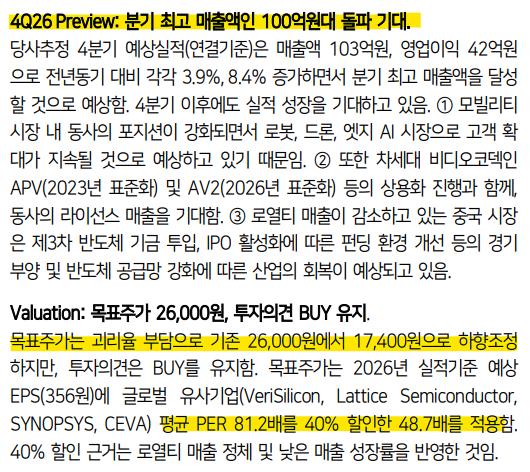 4Q26 Preview: 분기 최고 매출액인 100억원대 돌파 기대.
당사추정 4분기 예상실적(연결기준)은 매출액 103억원, 영업이익 42억원
으로 전년동기 대비 각각 3.9%, 8.4% 증가하면서 분기 최고 매출액을 달성
할 것으로 예상함. 4분기 이후에도 실적 성장을 기대하고 있음. ① 모빌리티
시장 내 동사의 포지션이 강화되면서 로봇, 드론, 엣지 AI 시장으로 고객 확
대가 지속될 것으로 예상하고 있기 때문임. ② 또한 차세대 비디오코덱인
APV(2023년 표준화) 및 AV2(2026년 표준화) 등의 상용화 진행과 함께,
동사의 라이선스 매출을 기대함. ③ 로열티 매출이 감소하고 있는 중국 시장
은 제3차 반도체 기금 투입, IPO 활성화에 따른 펀딩 환경 개선 등의 경기
부양 및 반도체 공급망 강화에 따른 산업의 회복이 예상되고 있음.
Valuation: 목표주가 26,000원, 투자의견 BUY 유지.
목표주가는 괴리율 부담으로 기존 26,000원에서 17,400원으로 하향조정
하지만, 투자의견은 BUY를 유지함. 목표주가는 2026년 실적기준 예상
EPS(356원)에 글로벌 유사기업(VeriSilicon, Lattice Semiconductor,
SYNOPSYS, CEVA) 평균 PER 81.2배를 40% 할인한 48.7배를 적용함.
40% 할인 근거는 로열티 매출 정체 및 낮은 매출 성장률을 반영한 것임.